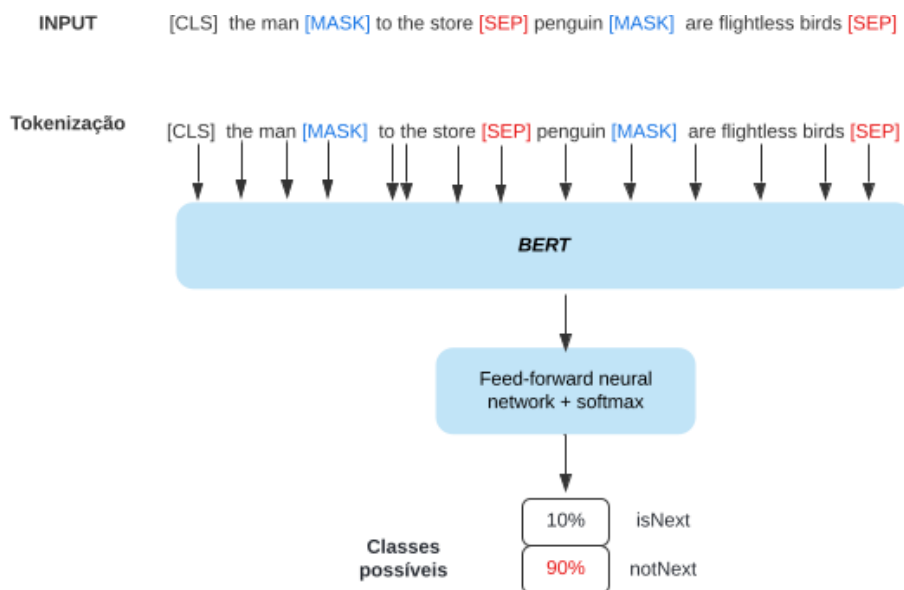 INPUT [CLS] the man [MASK] to the store [SEP] penguin [MASK] are flightless birds [SEP]
Tokenização [CLS] the man [MASK] to the store [SEP] penguin [MASK] are flightless birds [SEP]
BERT
Feed-forward neural
network + softmax
10% isNext
Classes
possíveis
90% notNext